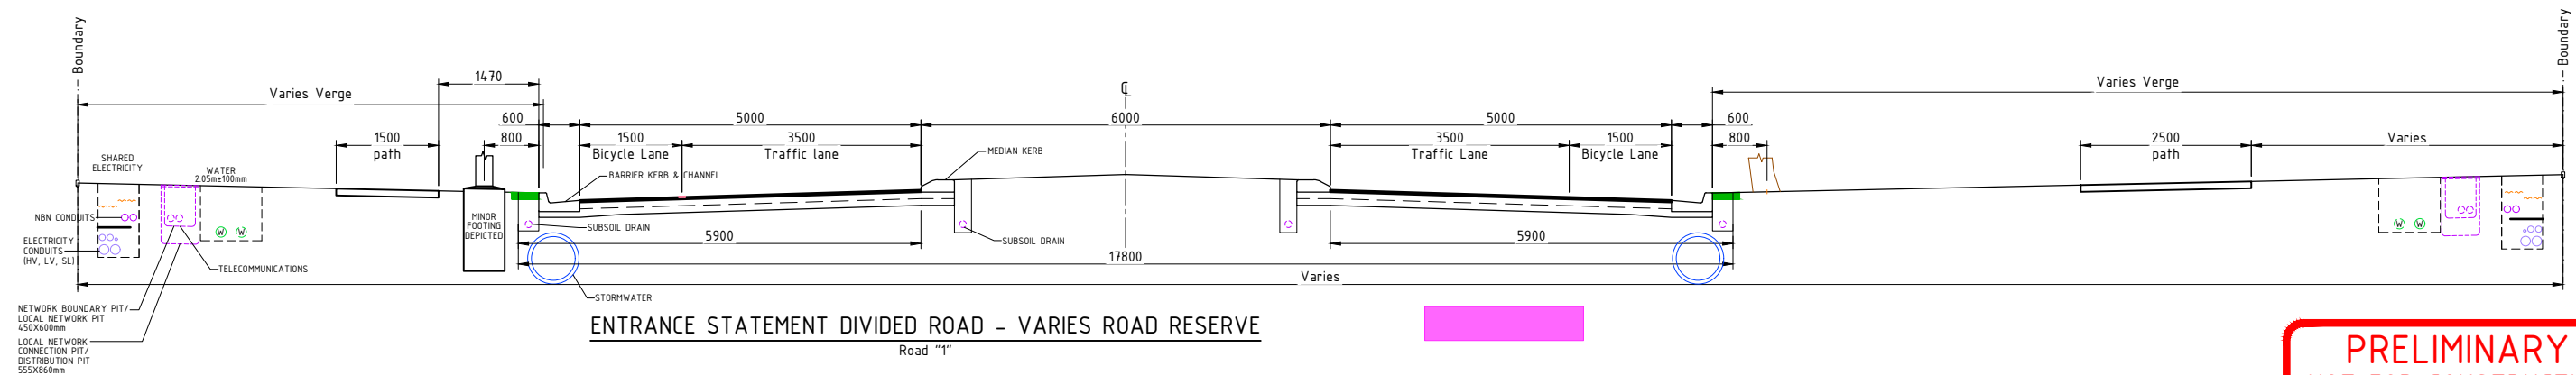 Boundary
Boundary
1470
Varies Verge
Varies Verge
℄
600
5000
6000
5000
600
1500
path
800
1500
Bicycle Lane
3500
Traffic lane
3500
Traffic Lane
1500
Bicycle Lane
800
2500
path
Varies
SHARED
ELECTRICITY
WATER
2.05m±100mm
MEDIAN KERB
BARRIER KERB & CHANNEL
NBN CONDUITS
MINOR
FOOTING
DEPICTED
W W
W W
SUBSOIL DRAIN
SUBSOIL DRAIN
ELECTRICITY
CONDUITS
(HV, LV, SL)
5900
5900
TELECOMMUNICATIONS
17800
Varies
STORMWATER
NETWORK BOUNDARY PIT/
LOCAL NETWORK PIT
450X600mm
LOCAL NETWORK
CONNECTION PIT/
DISTRIBUTION PIT
555X860mm
ENTRANCE STATEMENT DIVIDED ROAD - VARIES ROAD RESERVE
Road "1"
PRELIMINARY